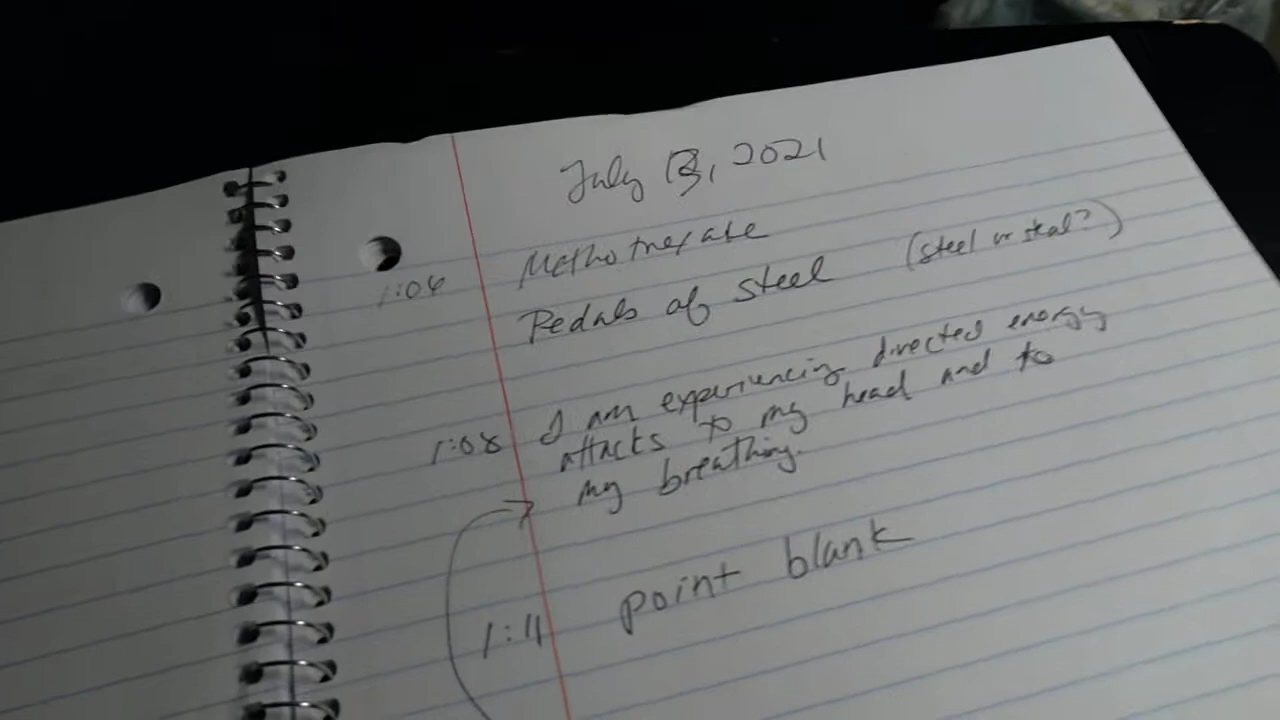 July 13, 2021
Methotrexate
1:06 Pedals of steel (steel or steal?)
1:08 I am experiencing directed energy
attacks to my head and to
my breathing.
1:11 point blank